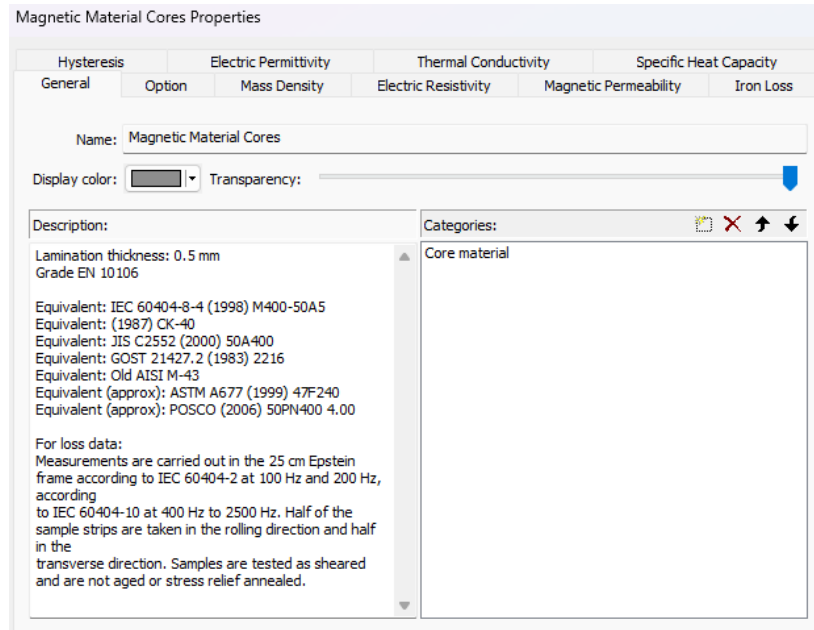 Magnetic Material Cores Properties
Hysteresis Electric Permittivity Thermal Conductivity Specific Heat Capacity
General Option Mass Density Electric Resistivity Magnetic Permeability Iron Loss
Name: Magnetic Material Cores
Display color: Transparency:
Description:
Lamination thickness: 0.5 mm
Grade EN 10106
Equivalent: IEC 60404-8-4 (1998) M400-50A5
Equivalent: (1987) CK-40
Equivalent: JIS C2552 (2000) 50A400
Equivalent: GOST 21427.2 (1983) 2216
Equivalent: Old AISI M-43
Equivalent (approx): ASTM A677 (1999) 47F240
Equivalent (approx): POSCO (2006) 50PN400 4.00
For loss data:
Measurements are carried out in the 25 cm Epstein
frame according to IEC 60404-2 at 100 Hz and 200 Hz,
according
to IEC 60404-10 at 400 Hz to 2500 Hz. Half of the
sample strips are taken in the rolling direction and half
in the
transverse direction. Samples are tested as sheared
and are not aged or stress relief annealed.
Categories:
Core material